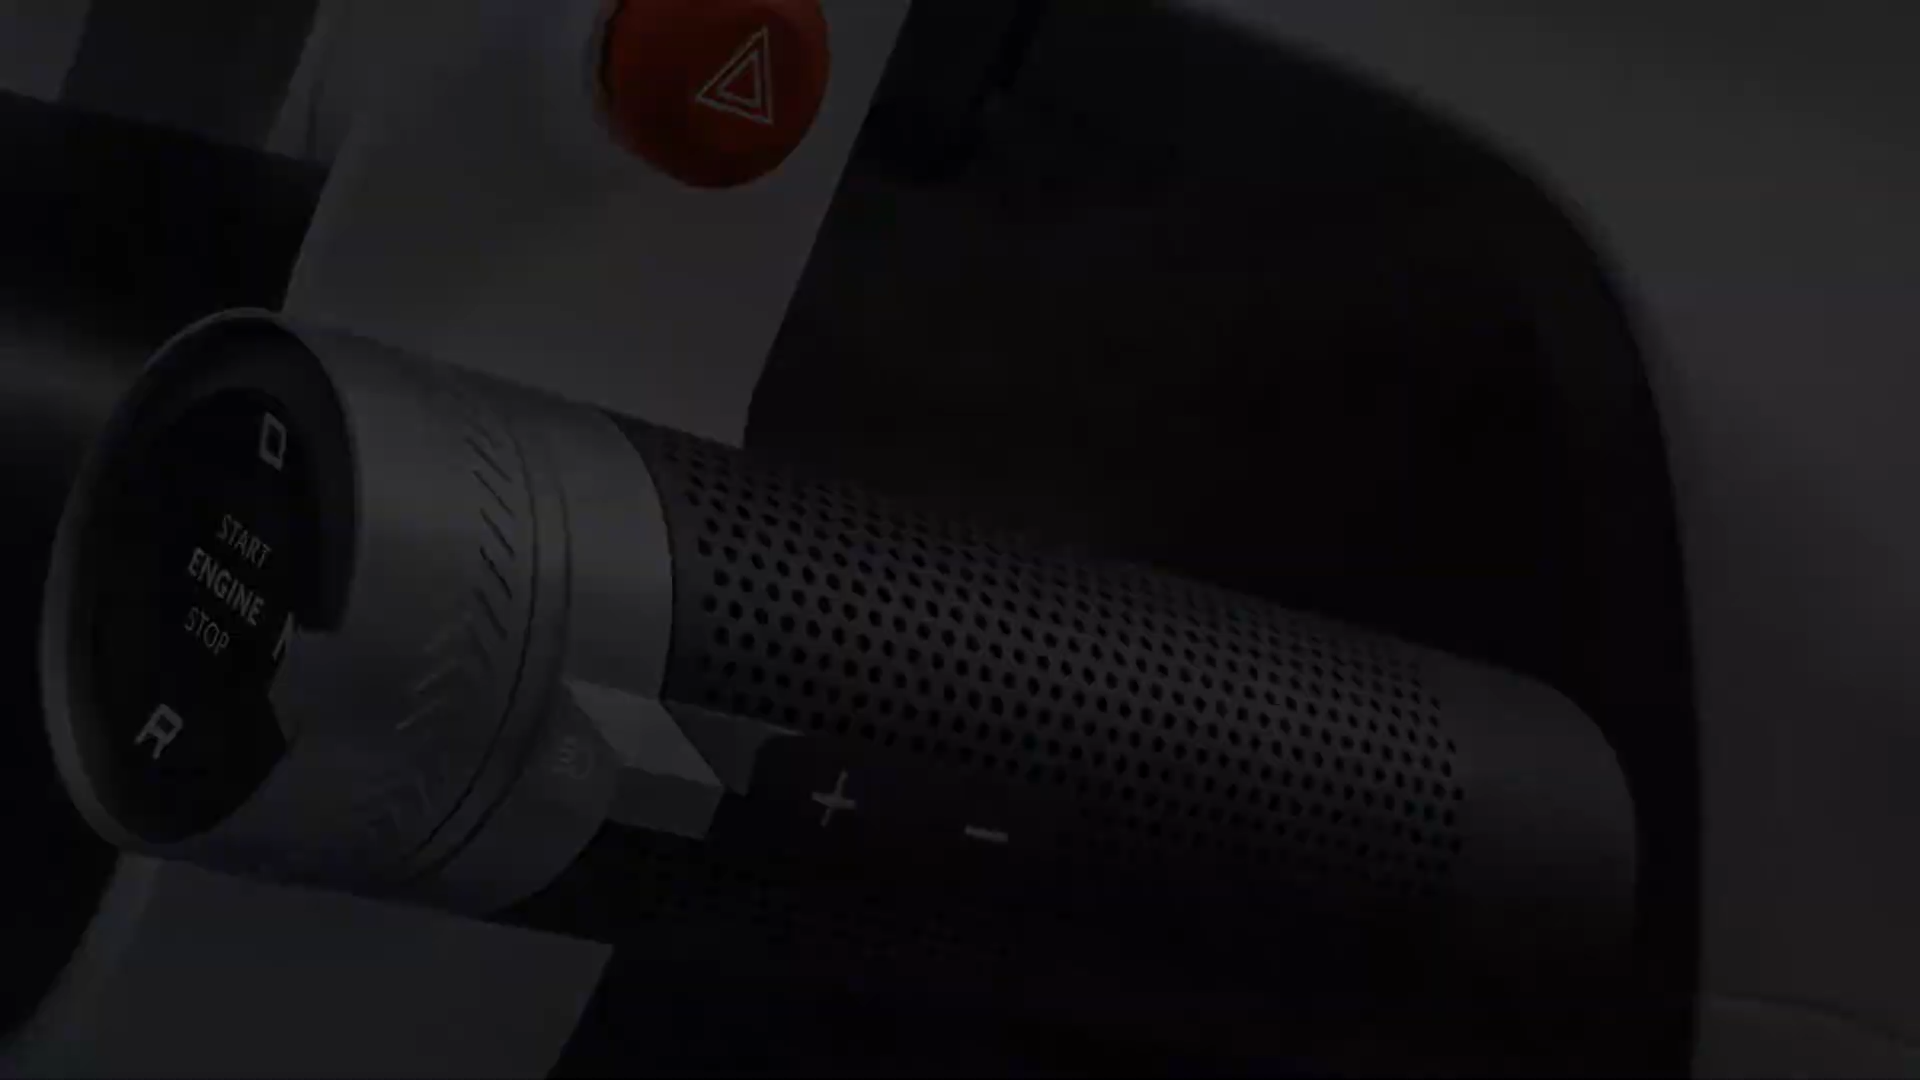 D
START
ENGINE
STOP
N
R
+ -